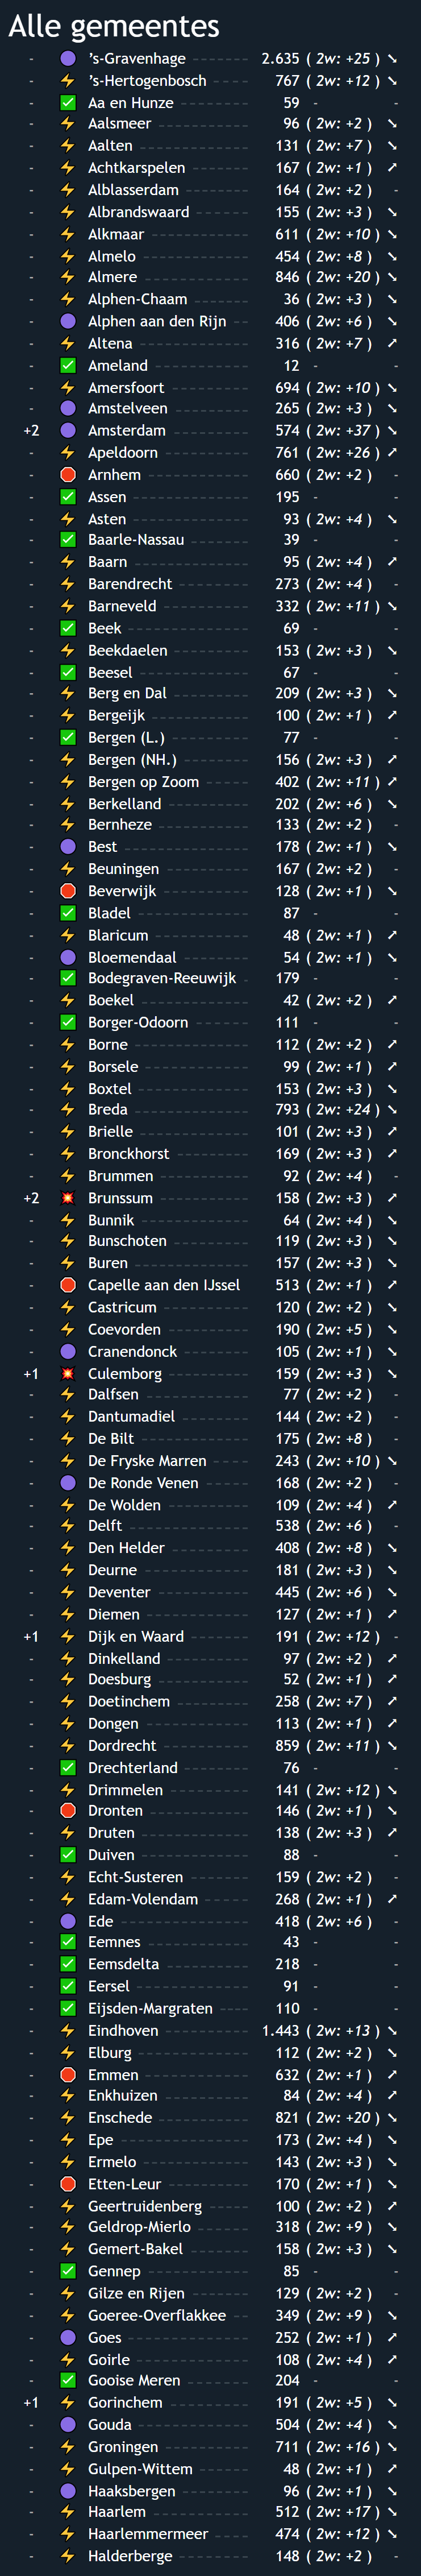 Alle gemeentes
- 's-Gravenhage 2.635 ( 2w: +25 ) ➘
- ’s-Hertogenbosch 767 ( 2w: +12 ) ➘
- Aa en Hunze 59 - -
- Aalsmeer 96 ( 2w: +2 ) ➘
- Aalten 131 ( 2w: +7 ) ➘
- Achtkarspelen 167 ( 2w: +1 ) ➚
- Alblasserdam 164 ( 2w: +2 ) -
- Albrandswaard 155 ( 2w: +3 ) ➘
- Alkmaar 611 ( 2w: +10 ) ➘
- Almelo 454 ( 2w: +8 ) ➘
- Almere 846 ( 2w: +20 ) ➘
- Alphen-Chaam 36 ( 2w: +3 ) ➘
- Alphen aan den Rijn 406 ( 2w: +6 ) ➘
- Altena 316 ( 2w: +7 ) ➚
- Ameland 12 - -
- Amersfoort 694 ( 2w: +10 ) ➘
- Amstelveen 265 ( 2w: +3 ) ➘
+2 Amsterdam 574 ( 2w: +37 ) ➘
- Apeldoorn 761 ( 2w: +26 ) ➚
- Arnhem 660 ( 2w: +2 ) -
- Assen 195 - -
- Asten 93 ( 2w: +4 ) ➘
- Baarle-Nassau 39 - -
- Baarn 95 ( 2w: +4 ) ➚
- Barendrecht 273 ( 2w: +4 ) -
- Barneveld 332 ( 2w: +11 ) ➘
- Beek 69 - -
- Beekdaelen 153 ( 2w: +3 ) ➘
- Beesel 67 - -
- Berg en Dal 209 ( 2w: +3 ) ➘
- Bergeijk 100 ( 2w: +1 ) ➚
- Bergen (L.) 77 - -
- Bergen (NH.) 156 ( 2w: +3 ) ➚
- Bergen op Zoom 402 ( 2w: +11 ) ➚
- Berkelland 202 ( 2w: +6 ) ➘
- Bernheze 133 ( 2w: +2 ) -
- Best 178 ( 2w: +1 ) ➘
- Beuningen 167 ( 2w: +2 ) -
- Beverwijk 128 ( 2w: +1 ) ➘
- Bladel 87 - -
- Blaricum 48 ( 2w: +1 ) ➚
- Bloemendaal 54 ( 2w: +1 ) ➘
- Bodegraven-Reeuwijk 179 - -
- Boekel 42 ( 2w: +2 ) ➚
- Borger-Odoorn 111 - -
- Borne 112 ( 2w: +2 ) ➚
- Borsele 99 ( 2w: +1 ) ➚
- Boxtel 153 ( 2w: +3 ) ➘
- Breda 793 ( 2w: +24 ) ➘
- Brielle 101 ( 2w: +3 ) ➚
- Bronckhorst 169 ( 2w: +3 ) ➚
- Brummen 92 ( 2w: +4 ) -
+2 Brunssum 158 ( 2w: +3 ) ➚
- Bunnik 64 ( 2w: +4 ) ➘
- Bunschoten 119 ( 2w: +3 ) ➘
- Buren 157 ( 2w: +3 ) ➘
- Capelle aan den IJssel 513 ( 2w: +1 ) ➚
- Castricum 120 ( 2w: +2 ) ➘
- Coevorden 190 ( 2w: +5 ) ➘
- Cranendonck 105 ( 2w: +1 ) ➘
+1 Culemborg 159 ( 2w: +3 ) ➘
- Dalfsen 77 ( 2w: +2 ) -
- Dantumadiel 144 ( 2w: +2 ) -
- De Bilt 175 ( 2w: +8 ) -
- De Fryske Marren 243 ( 2w: +10 ) ➘
- De Ronde Venen 168 ( 2w: +2 ) -
- De Wolden 109 ( 2w: +4 ) ➚
- Delft 538 ( 2w: +6 ) -
- Den Helder 408 ( 2w: +8 ) ➘
- Deurne 181 ( 2w: +3 ) ➘
- Deventer 445 ( 2w: +6 ) ➘
- Diemen 127 ( 2w: +1 ) ➚
+1 Dijk en Waard 191 ( 2w: +12 ) -
- Dinkelland 97 ( 2w: +2 ) ➚
- Doesburg 52 ( 2w: +1 ) ➚
- Doetinchem 258 ( 2w: +7 ) ➚
- Dongen 113 ( 2w: +1 ) ➚
- Dordrecht 859 ( 2w: +11 ) ➘
- Drechterland 76 - -
- Drimmelen 141 ( 2w: +12 ) ➘
- Dronten 146 ( 2w: +1 ) ➘
- Druten 138 ( 2w: +3 ) ➚
- Duiven 88 - -
- Echt-Susteren 159 ( 2w: +2 ) -
- Edam-Volendam 268 ( 2w: +1 ) ➚
- Ede 418 ( 2w: +6 ) -
- Eemnes 43 - -
- Eemsdelta 218 - -
- Eersel 91 - -
- Eijsden-Margraten 110 - -
- Eindhoven 1.443 ( 2w: +13 ) ➘
- Elburg 112 ( 2w: +2 ) ➘
- Emmen 632 ( 2w: +1 ) ➚
- Enkhuizen 84 ( 2w: +4 ) ➚
- Enschede 821 ( 2w: +20 ) ➘
- Epe 173 ( 2w: +4 ) ➘
- Ermelo 143 ( 2w: +3 ) ➘
- Etten-Leur 170 ( 2w: +1 ) ➘
- Geertruidenberg 100 ( 2w: +2 ) ➚
- Geldrop-Mierlo 318 ( 2w: +9 ) ➘
- Gemert-Bakel 158 ( 2w: +3 ) ➘
- Gennep 85 - -
- Gilze en Rijen 129 ( 2w: +2 ) -
- Goeree-Overflakkee 349 ( 2w: +9 ) ➘
- Goes 252 ( 2w: +1 ) ➚
- Goirle 108 ( 2w: +4 ) ➚
- Gooise Meren 204 - -
+1 Gorinchem 191 ( 2w: +5 ) ➘
- Gouda 504 ( 2w: +4 ) ➘
- Groningen 711 ( 2w: +16 ) ➘
- Gulpen-Wittem 48 ( 2w: +1 ) ➚
- Haaksbergen 96 ( 2w: +1 ) ➘
- Haarlem 512 ( 2w: +17 ) ➘
- Haarlemmermeer 474 ( 2w: +12 ) ➘
- Halderberge 148 ( 2w: +2 ) -